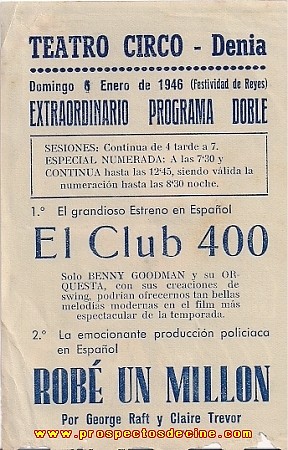 TEATRO CIRCO - Denia
Domingo 6 Enero de 1946 (Festividad de Reyes)
EXTRAORDINARIO PROGRAMA DOBLE
SESIONES: Continua de 4 tarde a 7.
ESPECIAL NUMERADA: A las 7'30 y
CONTINUA hasta las 12'45, siendo válida la
numeración hasta las 8'30 noche.
1.º El grandioso Estreno en Español
El Club 400
Solo BENNY GOODMAN y su OR-
QUESTA, con sus creaciones de
swing, podrian ofrecernos tan bellas
melodías modernas en el film más
espectacular de la temporada.
2.º La emocionante producción policiaca
en Español
ROBÉ UN MILLON
Por George Raft y Claire Trevor
www.prospectosdecine.com